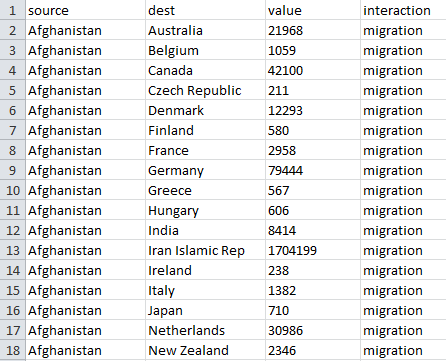 1 source dest value interaction
2 Afghanistan Australia 21968 migration
3 Afghanistan Belgium 1059 migration
4 Afghanistan Canada 42100 migration
5 Afghanistan Czech Republic 211 migration
6 Afghanistan Denmark 12293 migration
7 Afghanistan Finland 580 migration
8 Afghanistan France 2958 migration
9 Afghanistan Germany 79444 migration
10 Afghanistan Greece 567 migration
11 Afghanistan Hungary 606 migration
12 Afghanistan India 8414 migration
13 Afghanistan Iran Islamic Rep 1704199 migration
14 Afghanistan Ireland 238 migration
15 Afghanistan Italy 1382 migration
16 Afghanistan Japan 710 migration
17 Afghanistan Netherlands 30986 migration
18 Afghanistan New Zealand 2346 migration